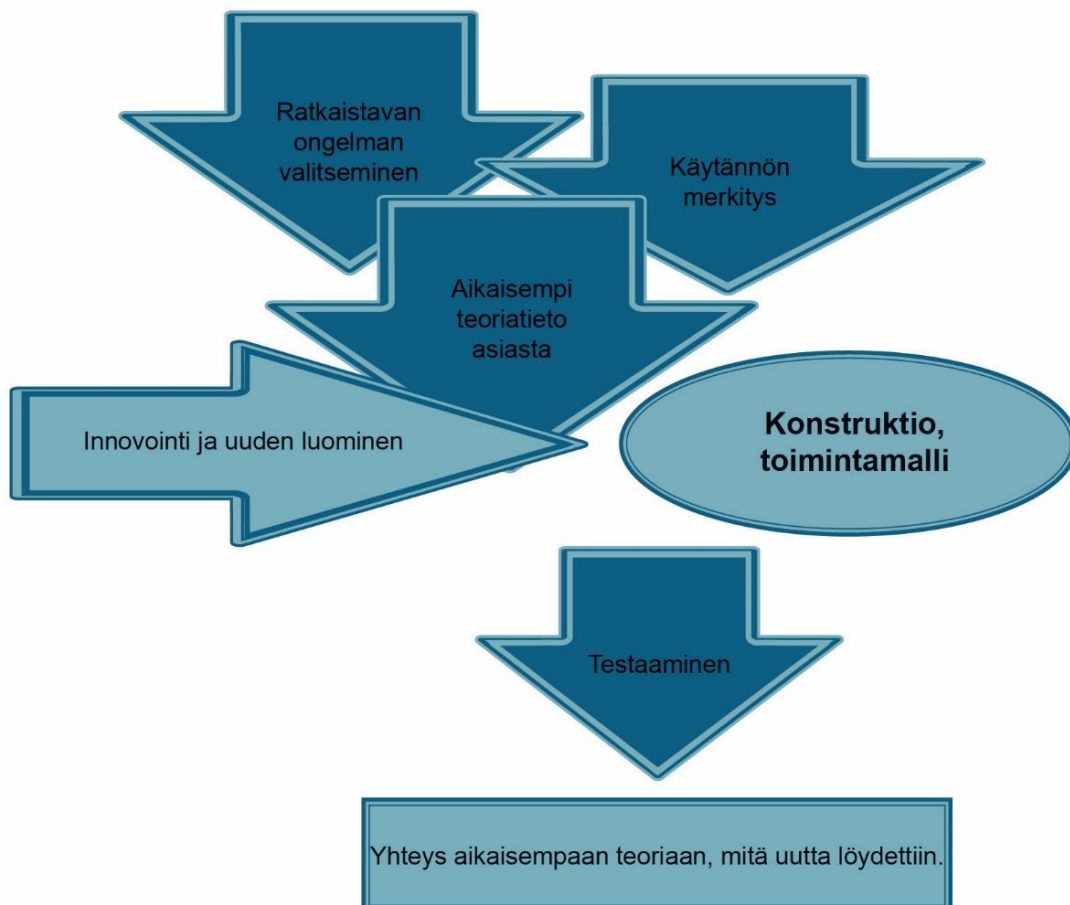 Ratkaistavan
ongelman
valitseminen
Käytännön
merkitys
Aikaisempi
teoriatieto
asiasta
Innovointi ja uuden luominen
Konstruktio,
toimintamalli
Testaaminen
Yhteys aikaisempaan teoriaan, mitä uutta löydettiin.